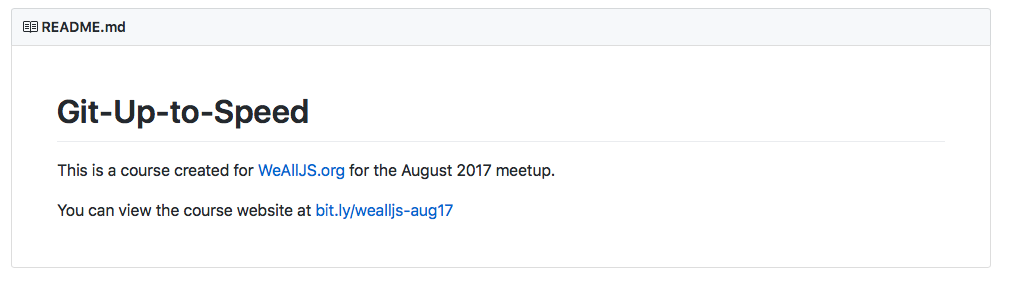 README.md
Git-Up-to-Speed
This is a course created for WeAllJS.org for the August 2017 meetup.
You can view the course website at bit.ly/wealljs-aug17